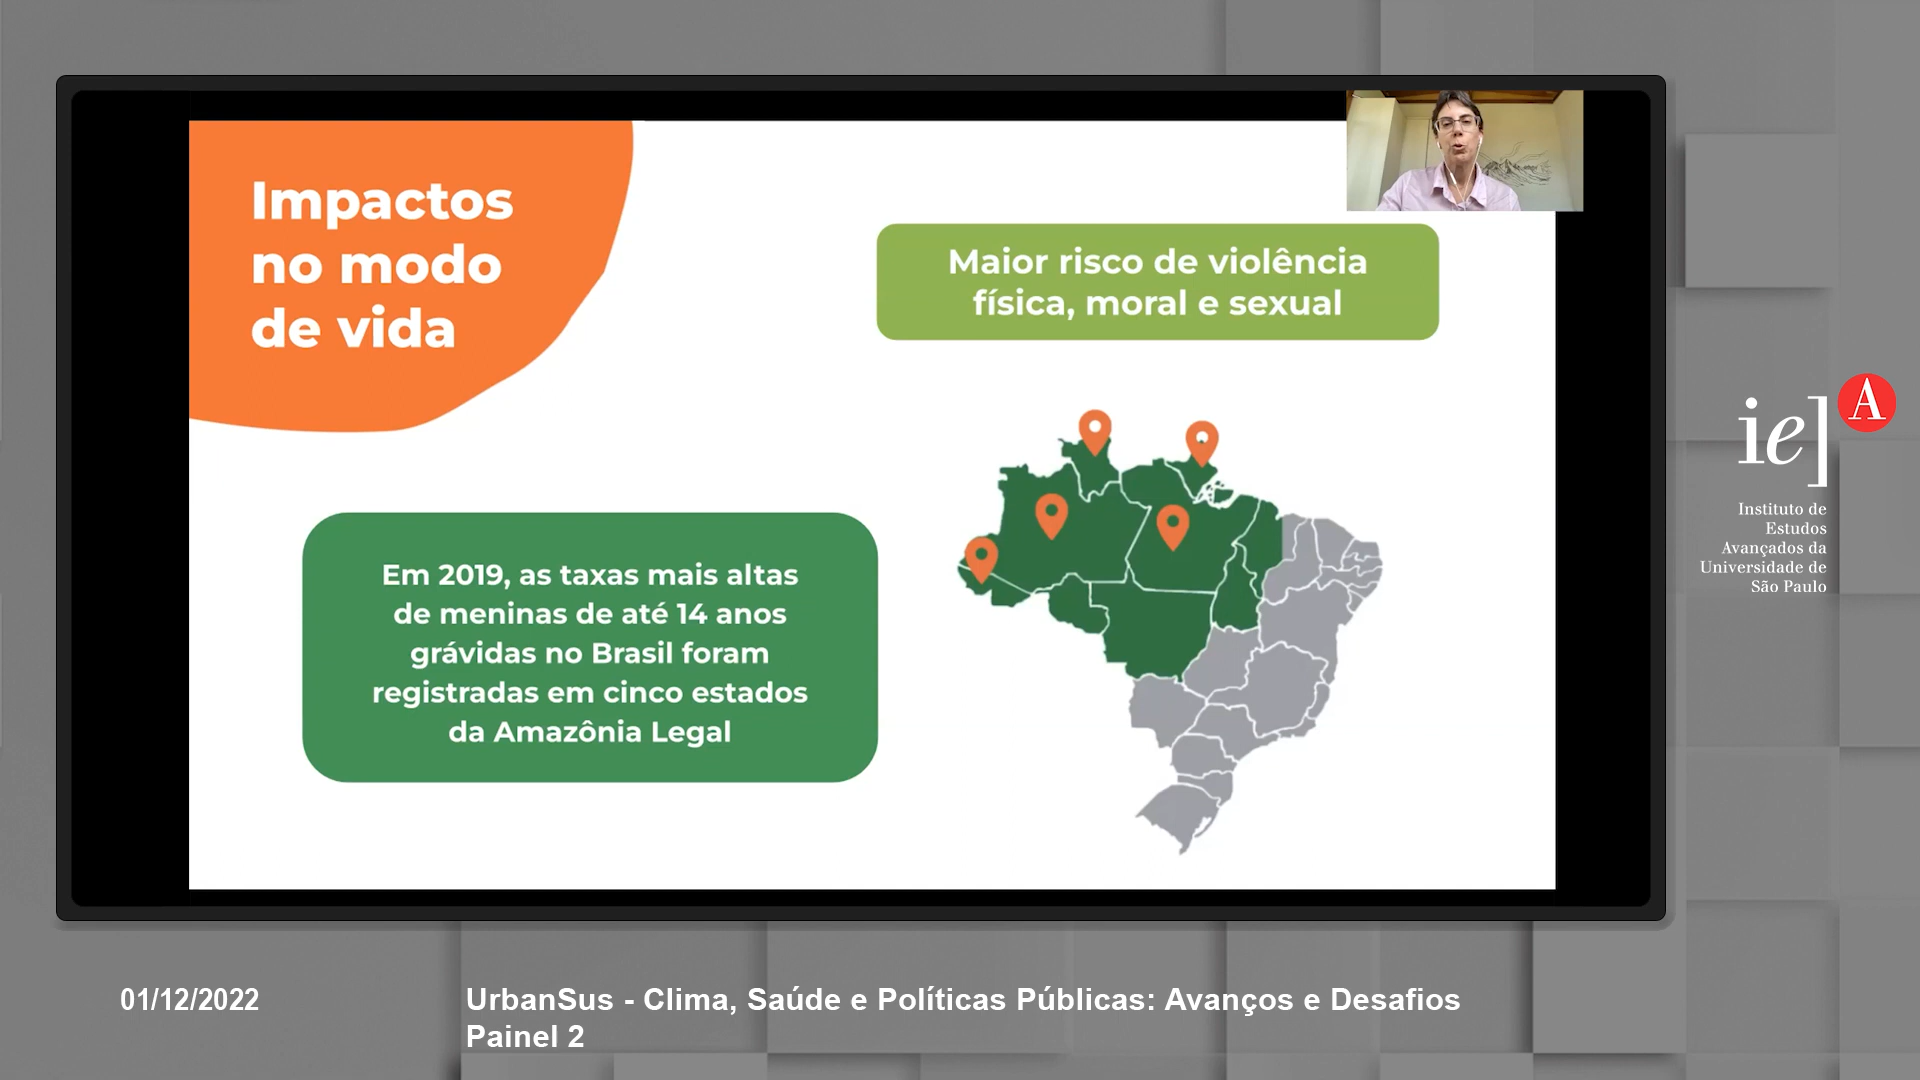 Impactos
no modo
de vida
Maior risco de violência
física, moral e sexual
Em 2019, as taxas mais altas
de meninas de até 14 anos
grávidas no Brasil foram
registradas em cinco estados
da Amazônia Legal
ie]A
Instituto de
Estudos
Avançados da
Universidade de
São Paulo
01/12/2022
UrbanSus - Clima, Saúde e Políticas Públicas: Avanços e Desafios
Painel 2